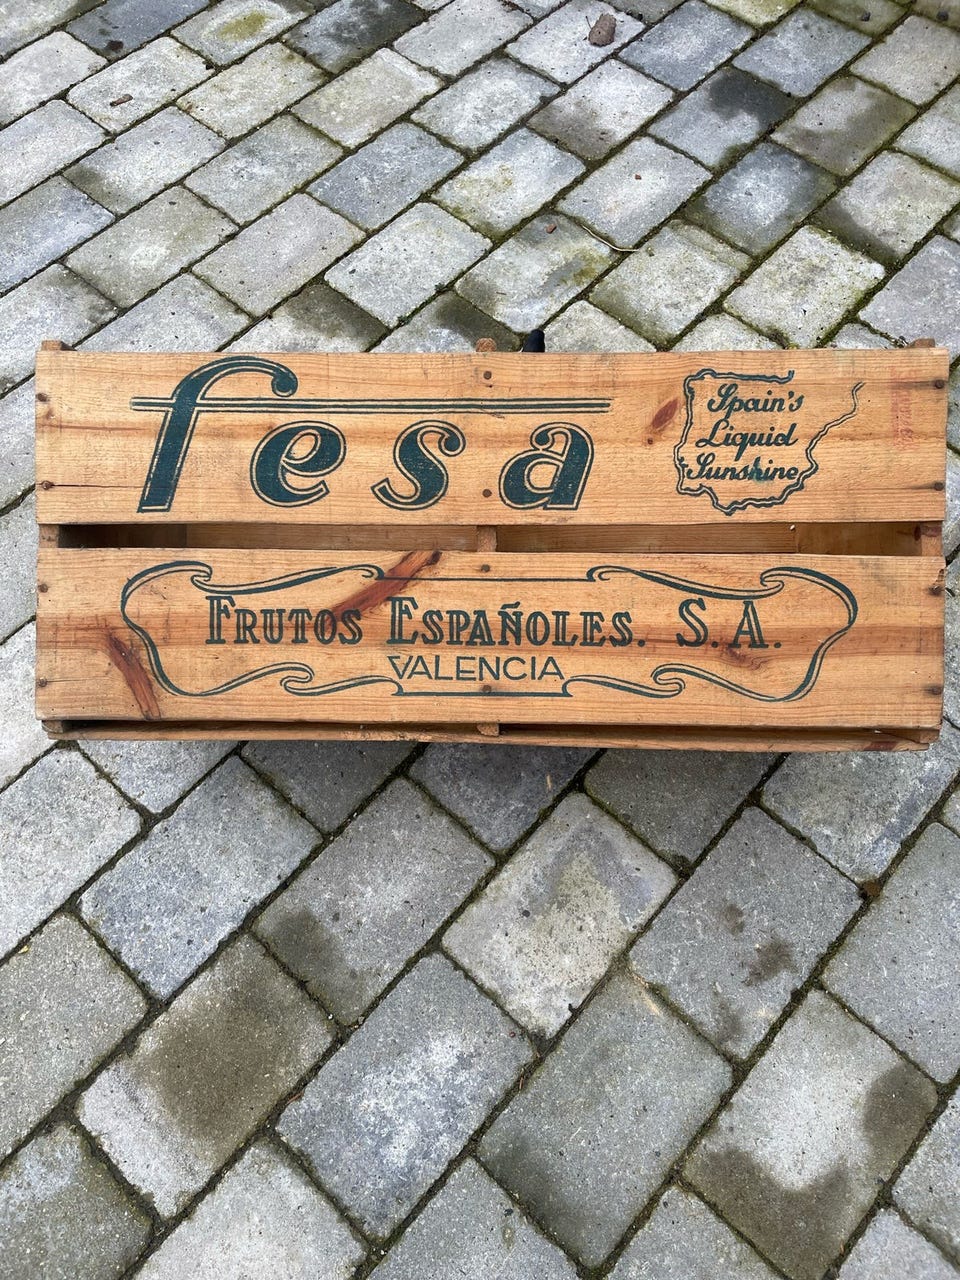 fesa
Spain's
Liquid
Sunshine
FRUTOS ESPAÑOLES. S.A.
VALENCIA